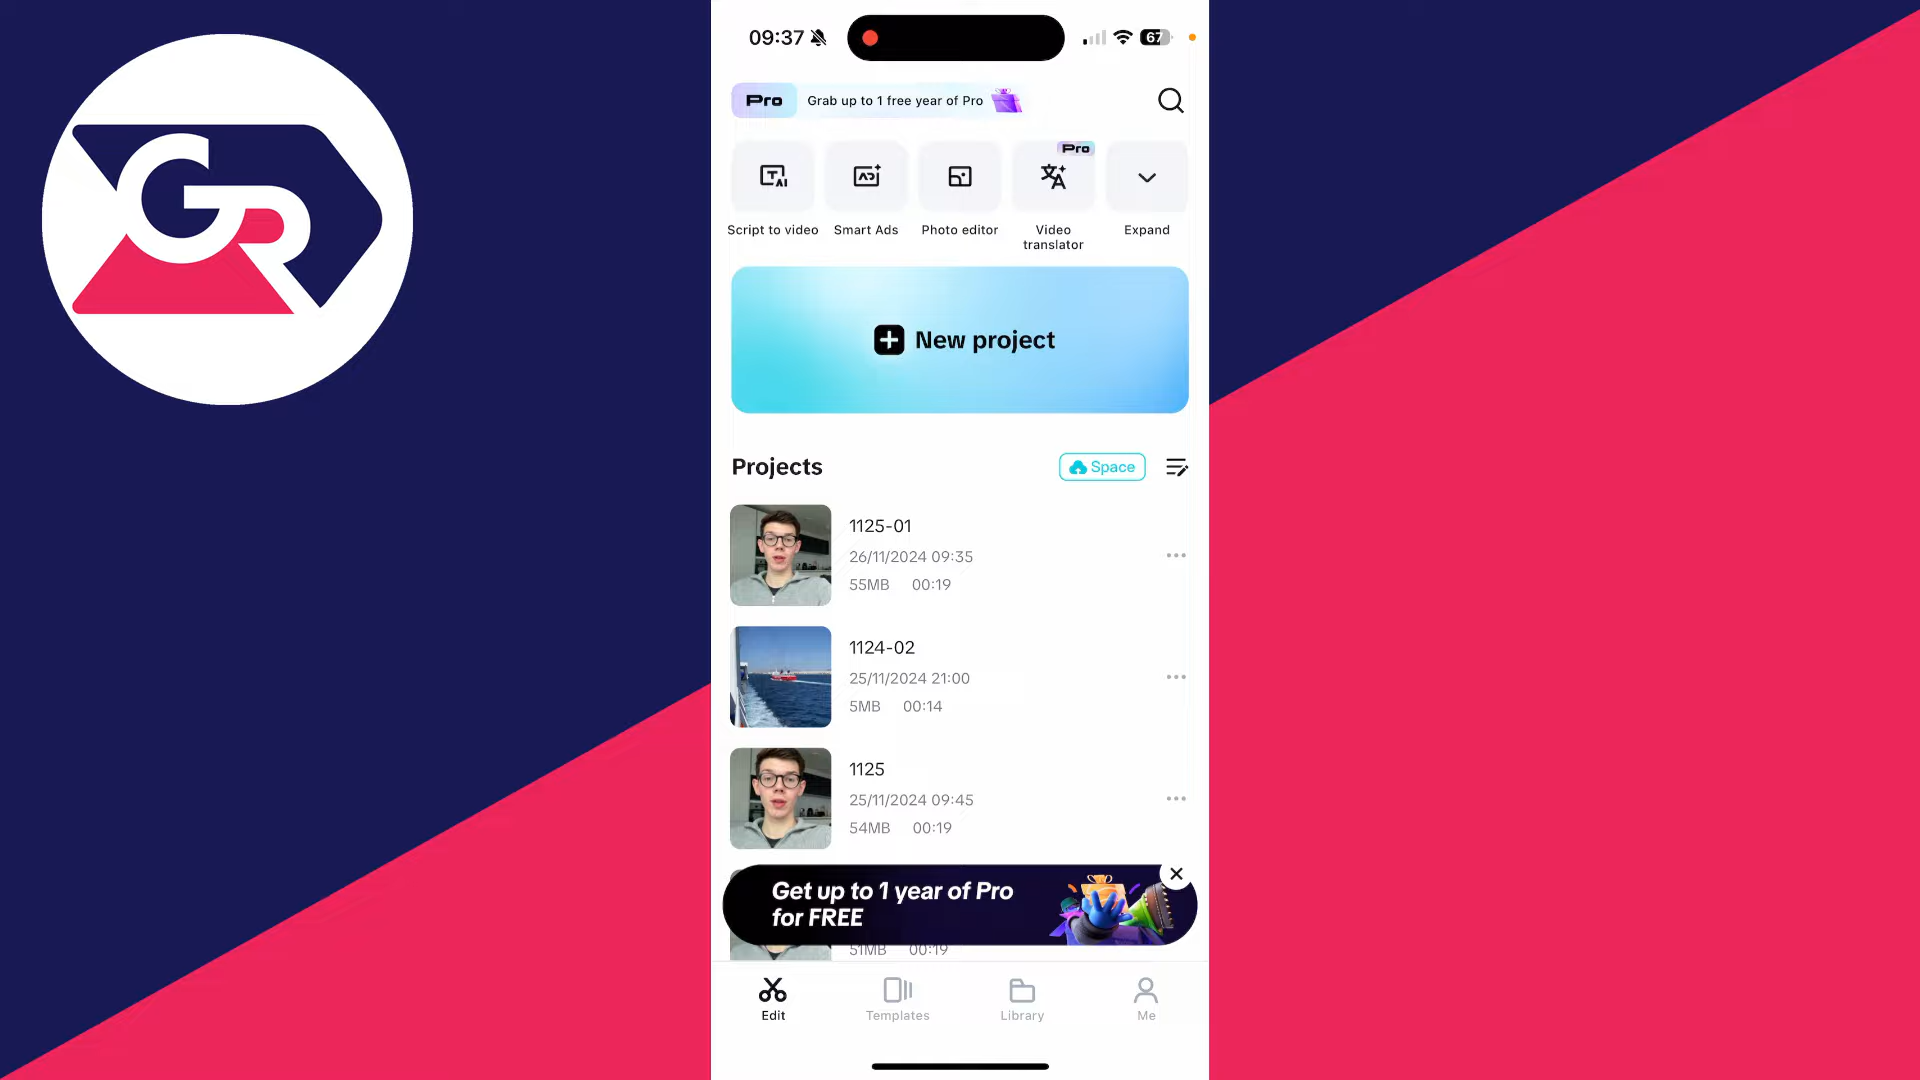 GR
09:37
67
Pro
Grab up to 1 free year of Pro
Pro
Script to video
Smart Ads
Photo editor
Video
translator
Expand
New project
Projects
Space
1125-01
26/11/2024 09:35
55MB 00:19
1124-02
25/11/2024 21:00
5MB 00:14
1125
25/11/2024 09:45
54MB 00:19
Get up to 1 year of Pro
for FREE
51MB 00:19
Edit
Templates
Library
Me